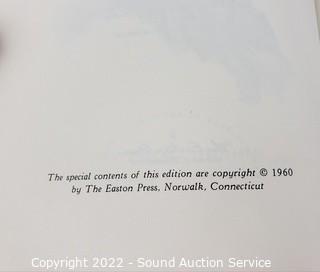 The special contents of this edition are copyright © 1960
by The Easton Press, Norwalk, Connecticut
Copyright 2022 - Sound Auction Service